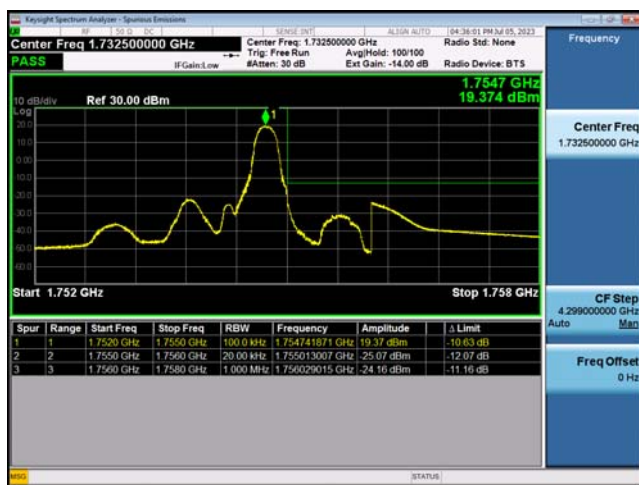 Keysight Spectrum Analyzer - Spurious Emissions
RF 50 Ω DC SENSE:INT ALIGN AUTO 04:36:01 PM Jul 05, 2023
Center Freq 1.732500000 GHz
Center Freq: 1.732500000 GHz
Radio Std: None
Trig: Free Run
Avg|Hold: 100/100
PASS
IFGain:Low
#Atten: 30 dB
Ext Gain: -14.00 dB
Radio Device: BTS
1.7547 GHz
19.374 dBm
10 dB/div
Ref 30.00 dBm
Log
20.0
10.0
0.00
10.0
20.0
30.0
40.0
50.0
60.0
1
Start 1.752 GHz
Stop 1.758 GHz
Spur Range Start Freq Stop Freq RBW Frequency Amplitude Δ Limit
1 1 1.7520 GHz 1.7550 GHz 100.0 kHz 1.754741871 GHz 19.37 dBm -10.63 dB
2 2 1.7550 GHz 1.7560 GHz 20.00 kHz 1.755013007 GHz -25.07 dBm -12.07 dB
3 3 1.7560 GHz 1.7580 GHz 1.000 MHz 1.756029015 GHz -24.16 dBm -11.16 dB
Frequency
Center Freq
1.732500000 GHz
CF Step
4.299000000 GHz
Auto Man
Freq Offset
0 Hz
MSG
STATUS